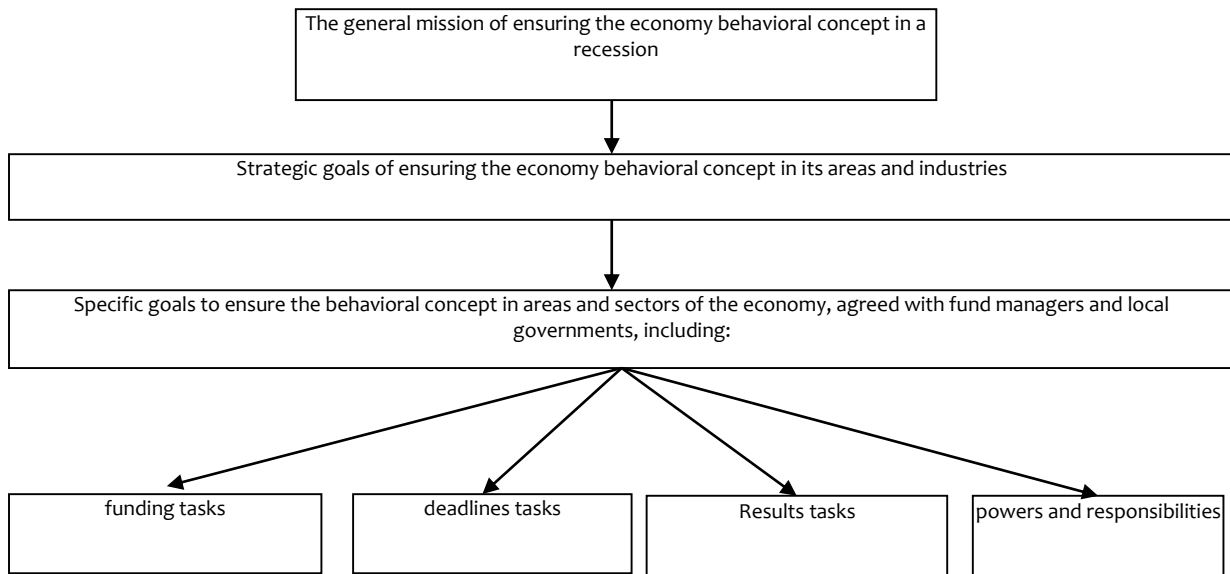 The general mission of ensuring the economy behavioral concept in a
recession
Strategic goals of ensuring the economy behavioral concept in its areas and industries
Specific goals to ensure the behavioral concept in areas and sectors of the economy, agreed with fund managers and local
governments, including:
funding tasks
deadlines tasks
Results tasks
powers and responsibilities